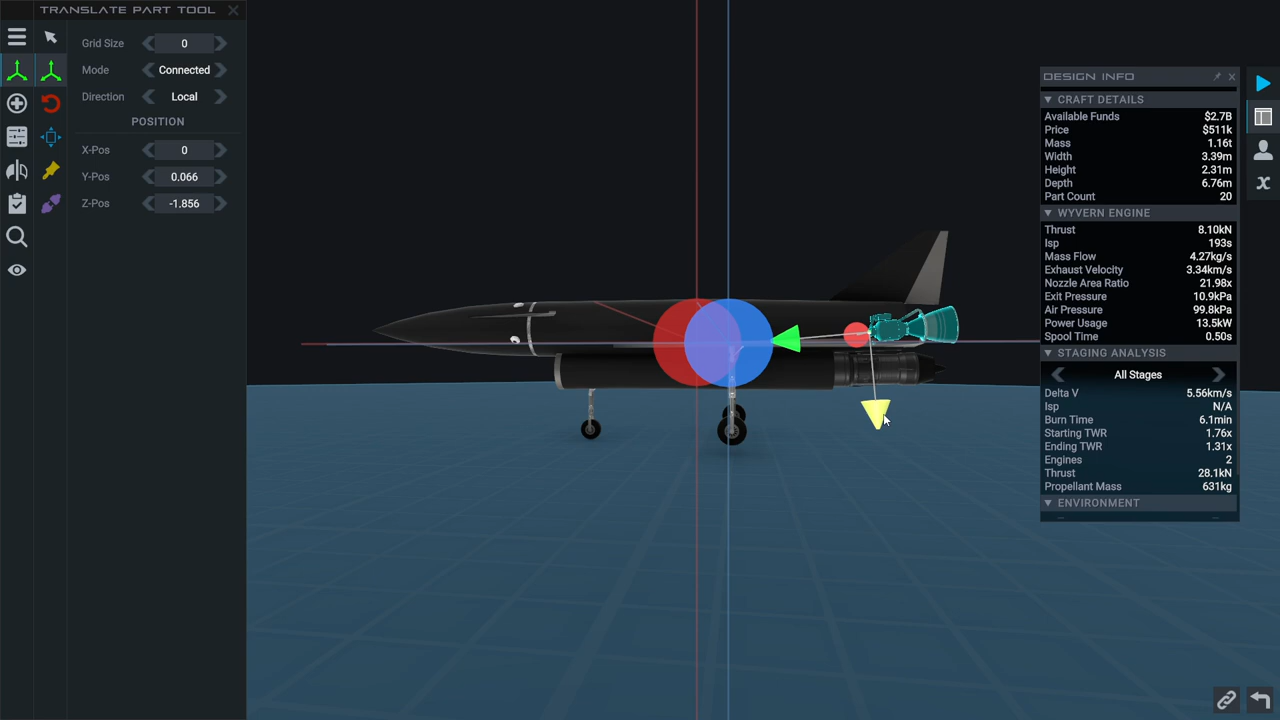 TRANSLATE PART TOOL
Grid Size 0
Mode Connected
Direction Local
POSITION
X-Pos 0
Y-Pos 0.066
Z-Pos -1.856
DESIGN INFO
CRAFT DETAILS
Available Funds $2.7B
Price $511k
Mass 1.16t
Width 3.39m
Height 2.31m
Depth 6.76m
Part Count 20
WYVERN ENGINE
Thrust 8.10kN
Isp 193s
Mass Flow 4.27kg/s
Exhaust Velocity 3.34km/s
Nozzle Area Ratio 21.98x
Exit Pressure 10.9kPa
Air Pressure 99.8kPa
Power Usage 13.5kW
Spool Time 0.50s
STAGING ANALYSIS
All Stages
Delta V 5.56km/s
Isp N/A
Burn Time 6.1min
Starting TWR 1.76x
Ending TWR 1.31x
Engines 2
Thrust 28.1kN
Propellant Mass 631kg
ENVIRONMENT